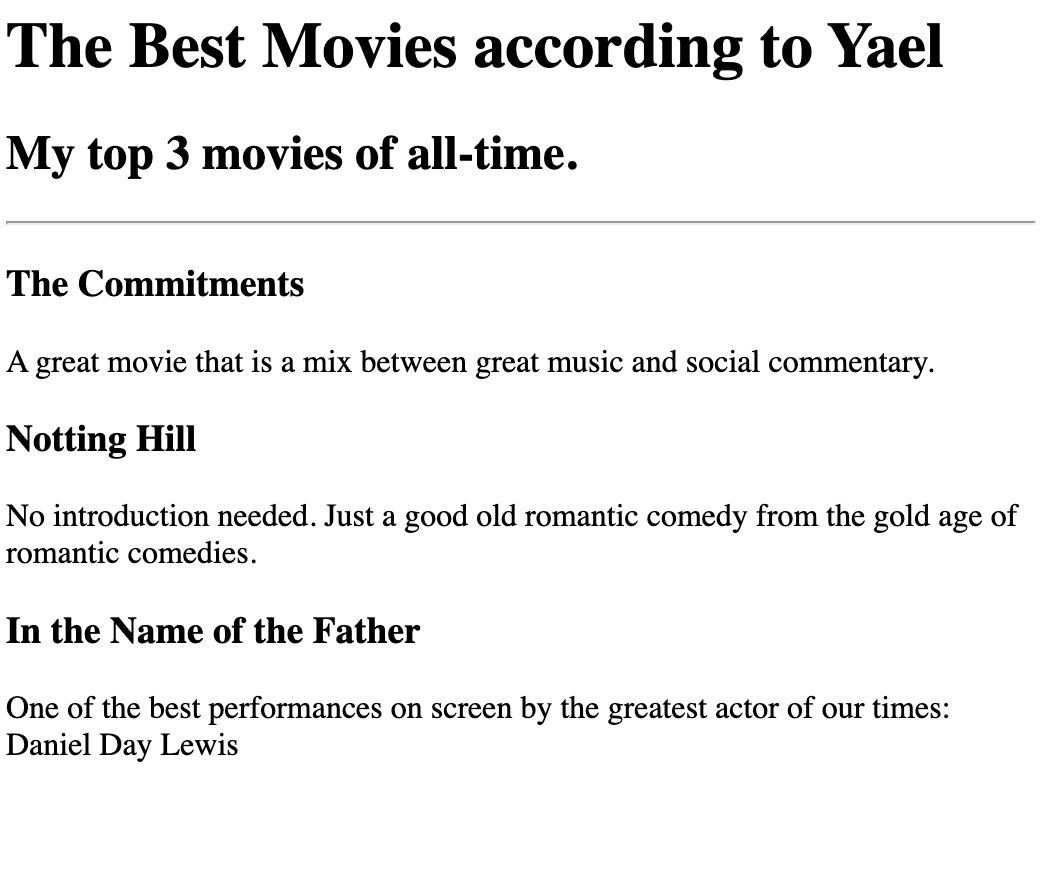 The Best Movies according to Yael
My top 3 movies of all-time.
The Commitments
A great movie that is a mix between great music and social commentary.
Notting Hill
No introduction needed. Just a good old romantic comedy from the gold age of
romantic comedies.
In the Name of the Father
One of the best performances on screen by the greatest actor of our times:
Daniel Day Lewis